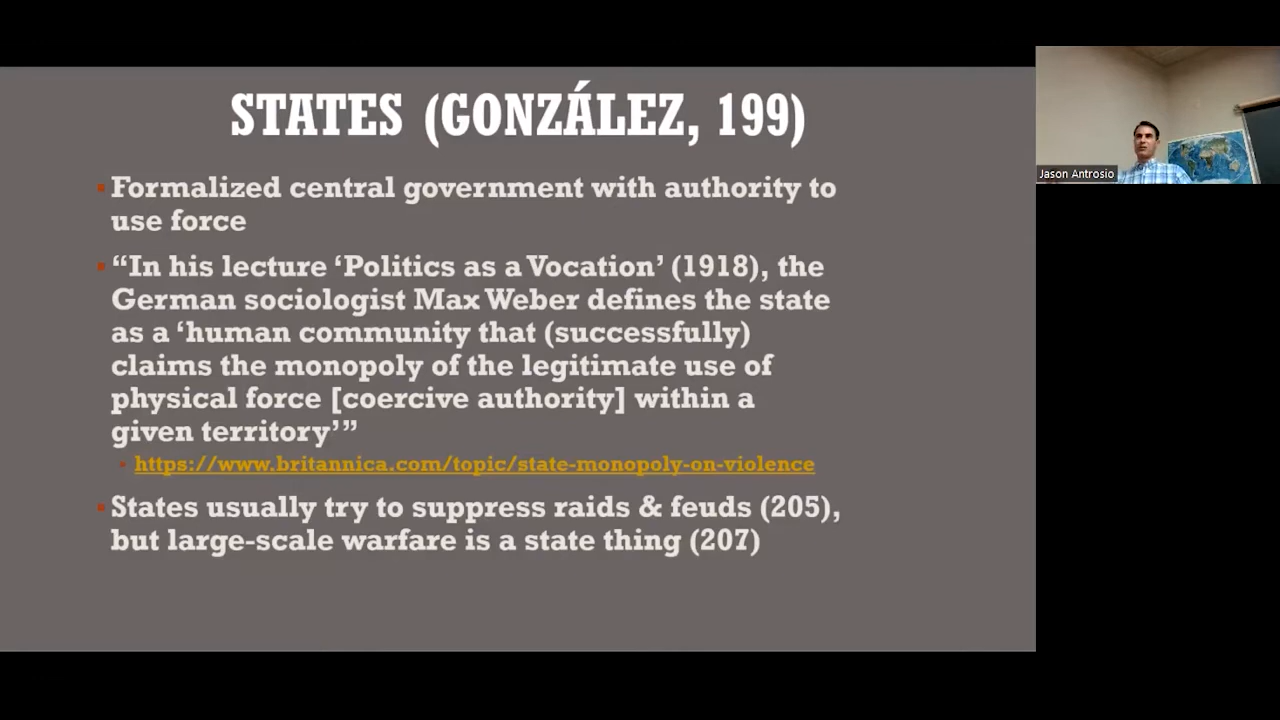 STATES (GONZÁLEZ, 199)
Formalized central government with authority to
use force
“In his lecture ‘Politics as a Vocation’ (1918), the
German sociologist Max Weber defines the state
as a ‘human community that (successfully)
claims the monopoly of the legitimate use of
physical force [coercive authority] within a
given territory’”
https://www.britannica.com/topic/state-monopoly-on-violence
States usually try to suppress raids & feuds (205),
but large-scale warfare is a state thing (207)
Jason Antrosio